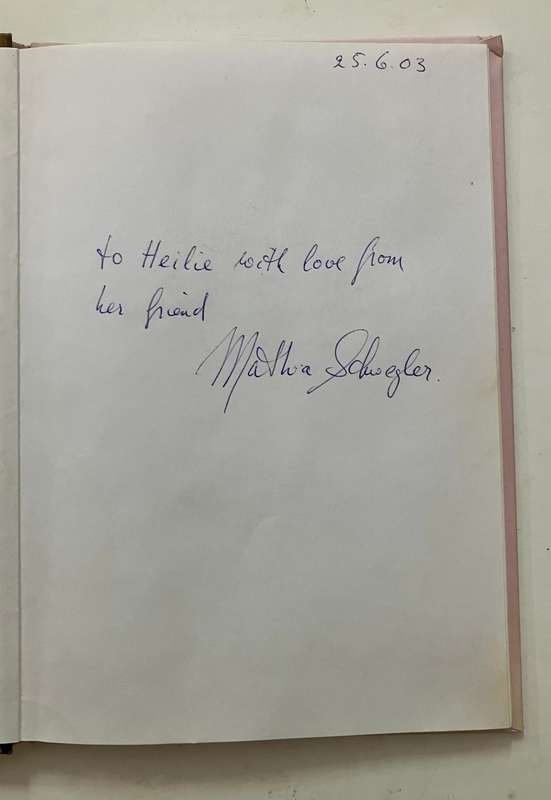 25.6.03
to Heilie with love from
her friend
Mathia Schwegler.